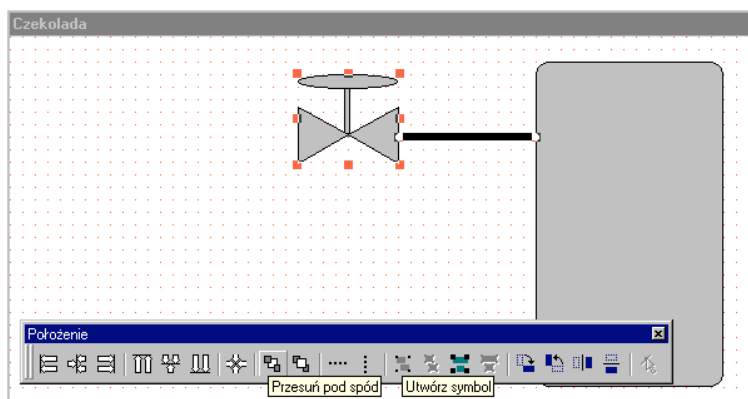 Czekolada
Położenie
Przesuń pod spód
Utwórz symbol